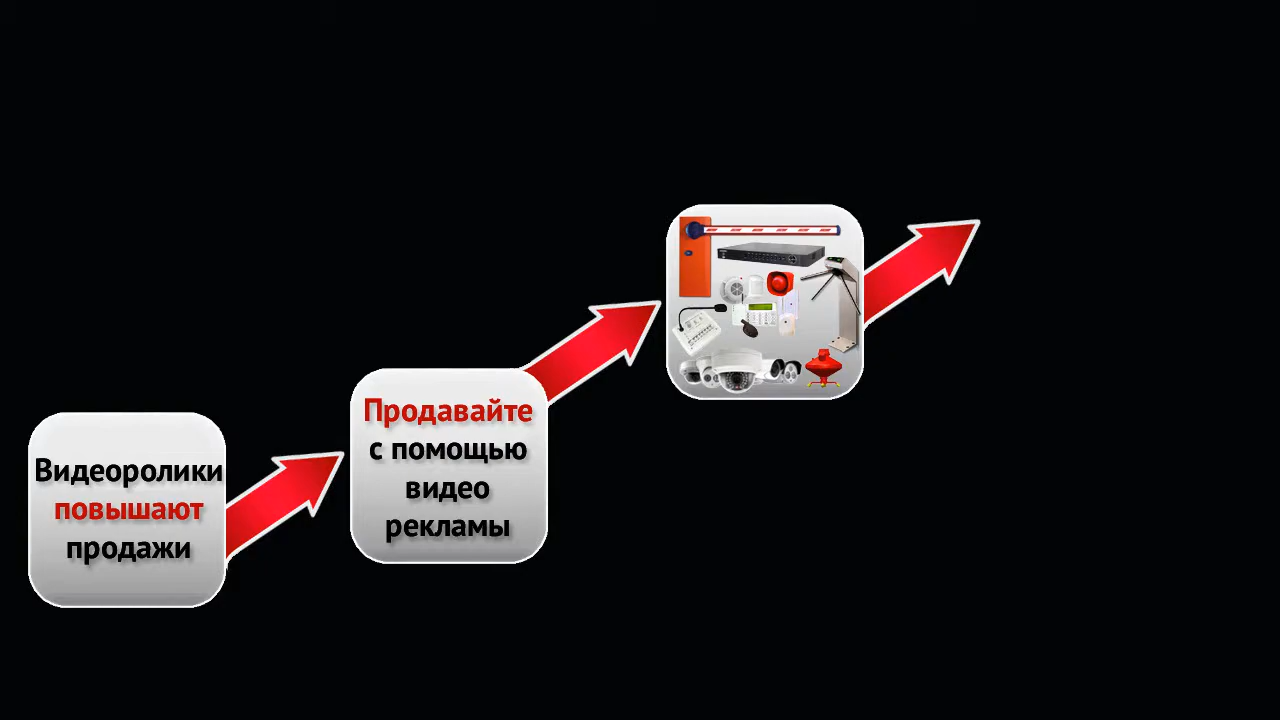 Видеоролики
повышают
продажи
Продавайте
с помощью
видео
рекламы